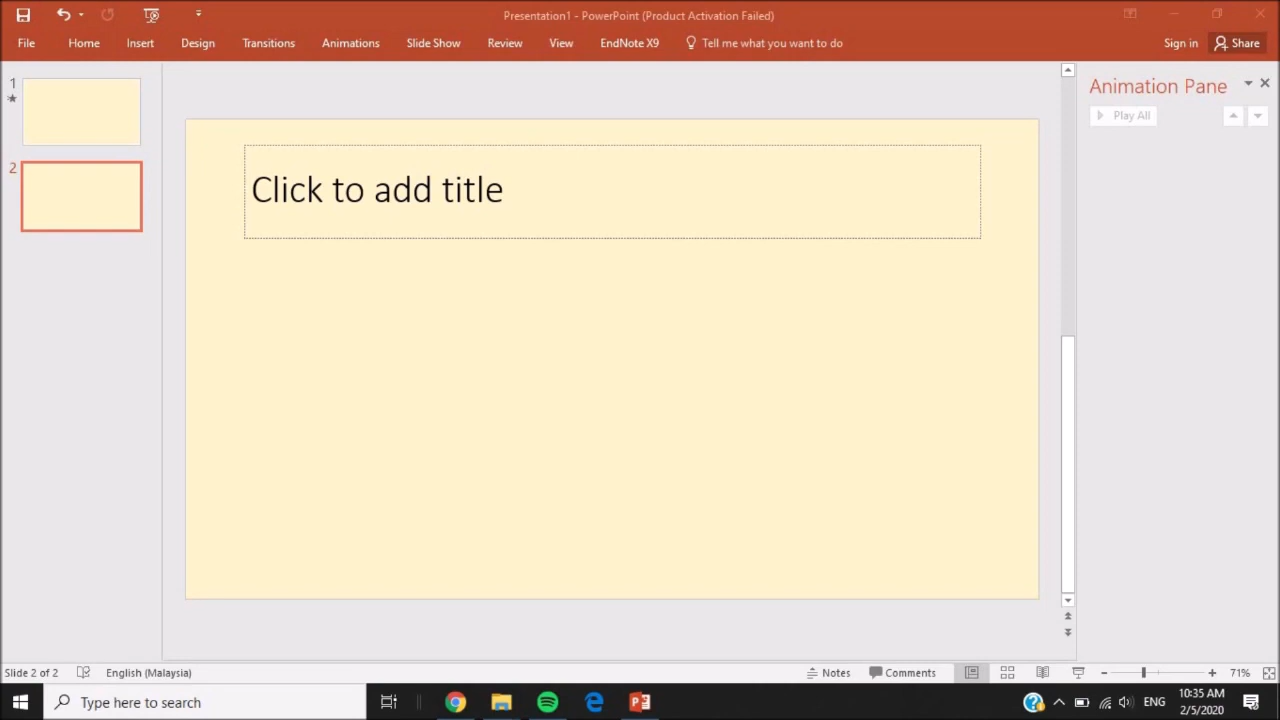 Presentation1 - PowerPoint (Product Activation Failed)
File Home Insert Design Transitions Animations Slide Show Review View EndNote X9 Tell me what you want to do Sign in Share
1
2
Click to add title
Animation Pane
Play All
Slide 2 of 2 English (Malaysia) Notes Comments 71%
Type here to search
ENG
10:35 AM
2/5/2020